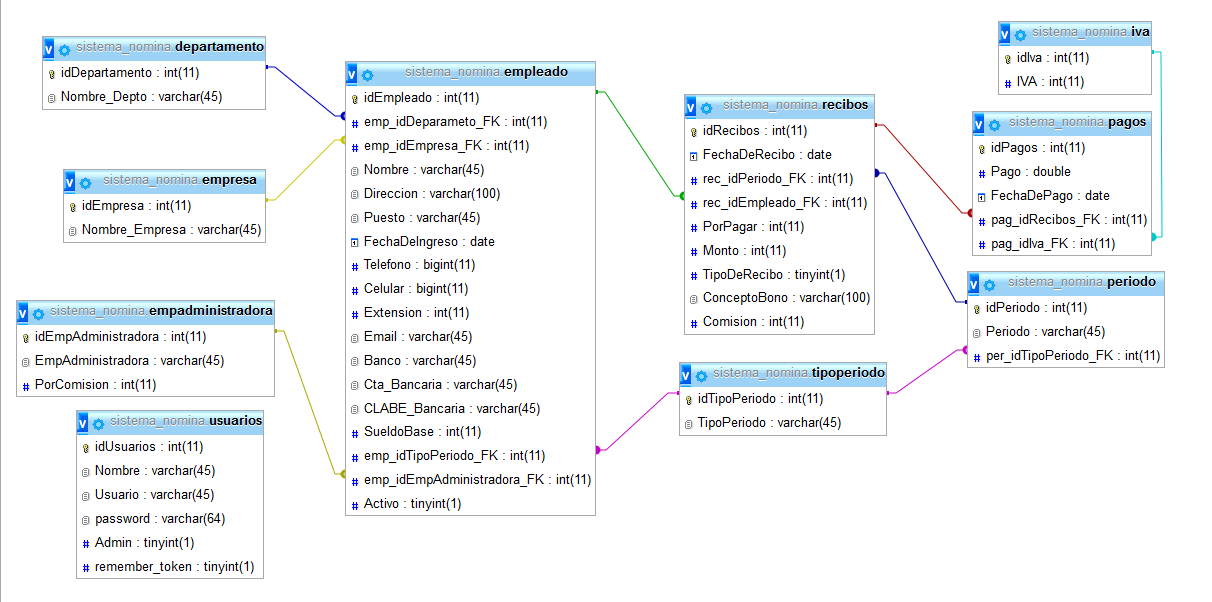 sistema_nomina.departamento
idDepartamento : int(11)
Nombre_Depto : varchar(45)
sistema_nomina.empresa
idEmpresa : int(11)
Nombre_Empresa : varchar(45)
sistema_nomina.empadministradora
idEmpAdministradora : int(11)
EmpAdministradora : varchar(45)
PorComision : int(11)
sistema_nomina.usuarios
idUsuarios : int(11)
Nombre : varchar(45)
Usuario : varchar(45)
password : varchar(64)
Admin : tinyint(1)
remember_token : tinyint(1)
sistema_nomina.empleado
idEmpleado : int(11)
emp_idDeparameto_FK : int(11)
emp_idEmpresa_FK : int(11)
Nombre : varchar(45)
Direccion : varchar(100)
Puesto : varchar(45)
FechaDeIngreso : date
Telefono : bigint(11)
Celular : bigint(11)
Extension : int(11)
Email : varchar(45)
Banco : varchar(45)
Cta_Bancaria : varchar(45)
CLABE_Bancaria : varchar(45)
SueldoBase : int(11)
emp_idTipoPeriodo_FK : int(11)
emp_idEmpAdministradora_FK : int(11)
Activo : tinyint(1)
sistema_nomina.recibos
idRecibos : int(11)
FechaDeRecibo : date
rec_idPeriodo_FK : int(11)
rec_idEmpleado_FK : int(11)
PorPagar : int(11)
Monto : int(11)
TipoDeRecibo : tinyint(1)
ConceptoBono : varchar(100)
Comision : int(11)
sistema_nomina.tipoperiodo
idTipoPeriodo : int(11)
TipoPeriodo : varchar(45)
sistema_nomina.iva
idIva : int(11)
IVA : int(11)
sistema_nomina.pagos
idPagos : int(11)
Pago : double
FechaDePago : date
pag_idRecibos_FK : int(11)
pag_idIva_FK : int(11)
sistema_nomina.periodo
idPeriodo : int(11)
Periodo : varchar(45)
per_idTipoPeriodo_FK : int(11)